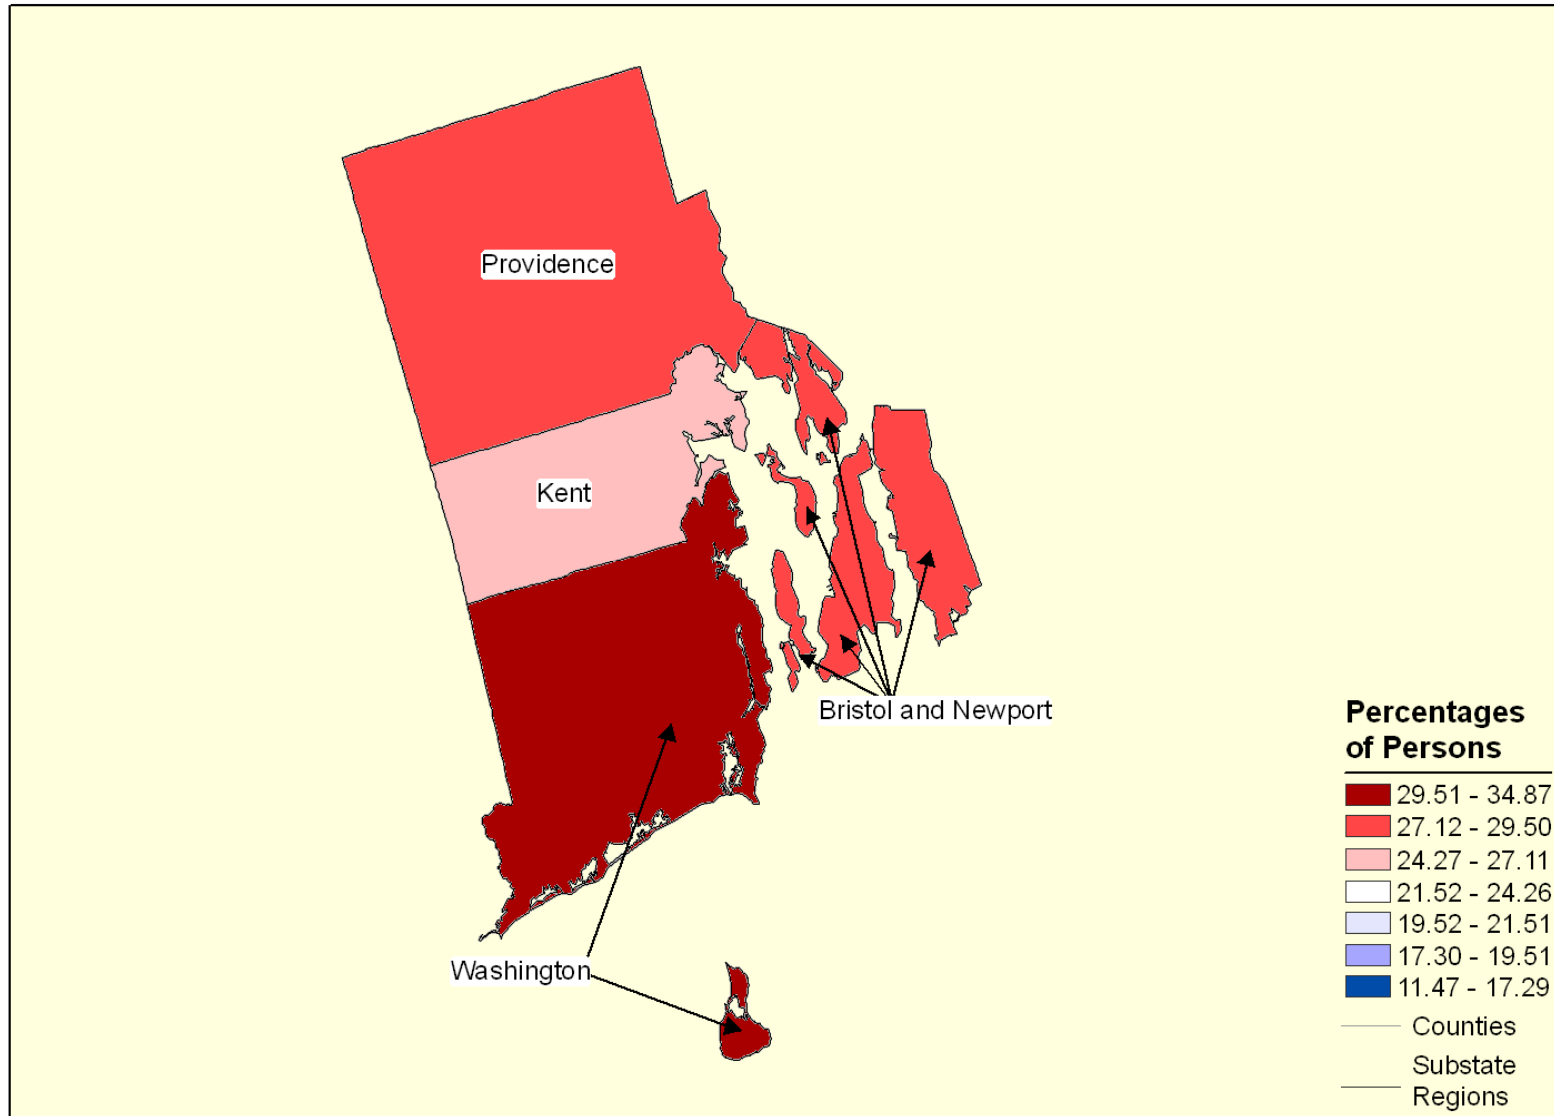 Providence
Kent
Bristol and Newport
Washington
Percentages
of Persons
29.51 - 34.87
27.12 - 29.50
24.27 - 27.11
21.52 - 24.26
19.52 - 21.51
17.30 - 19.51
11.47 - 17.29
Counties
Substate
Regions